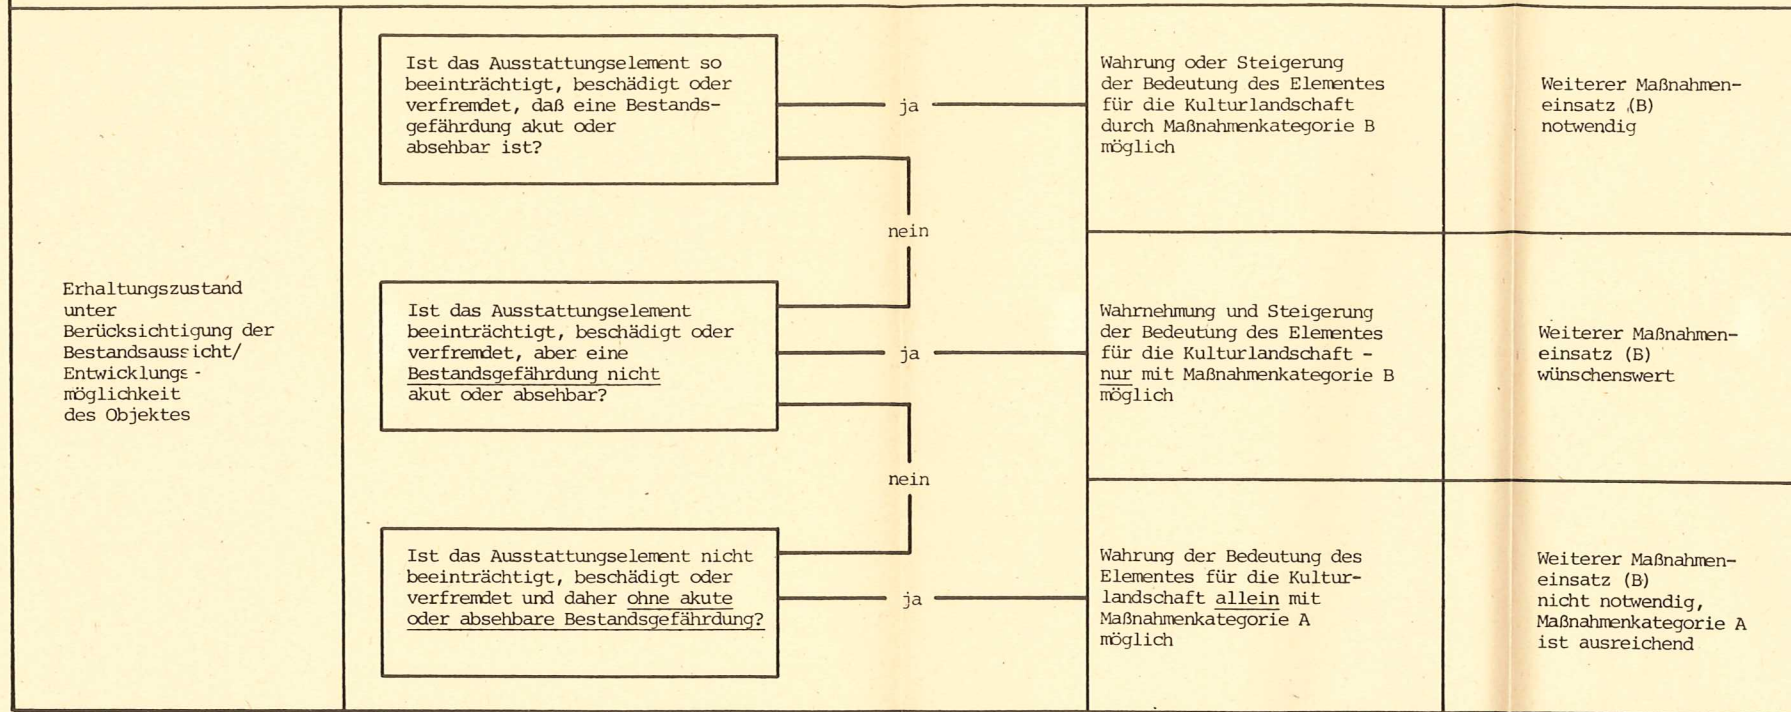 Erhaltungszustand
unter
Berücksichtigung der
Bestandsaussicht/
Entwicklungs-
möglichkeit
des Objektes
Ist das Ausstattungselement so
beeinträchtigt, beschädigt oder
verfremdet, daß eine Bestands-
gefährdung akut oder
absehbar ist?
ja
Wahrung oder Steigerung
der Bedeutung des Elementes
für die Kulturlandschaft
durch Maßnahmenkategorie B
möglich
Weiterer Maßnahmen-
einsatz (B)
notwendig
nein
Ist das Ausstattungselement
beeinträchtigt, beschädigt oder
verfremdet, aber eine
Bestandsgefährdung nicht
akut oder absehbar?
ja
Wahrnehmung und Steigerung
der Bedeutung des Elementes
für die Kulturlandschaft -
nur mit Maßnahmenkategorie B
möglich
Weiterer Maßnahmen-
einsatz (B)
wünschenswert
nein
Ist das Ausstattungselement nicht
beeinträchtigt, beschädigt oder
verfremdet und daher ohne akute
oder absehbare Bestandsgefährdung?
ja
Wahrung der Bedeutung des
Elementes für die Kultur-
landschaft allein mit
Maßnahmenkategorie A
möglich
Weiterer Maßnahmen-
einsatz (B)
nicht notwendig,
Maßnahmenkategorie A
ist ausreichend